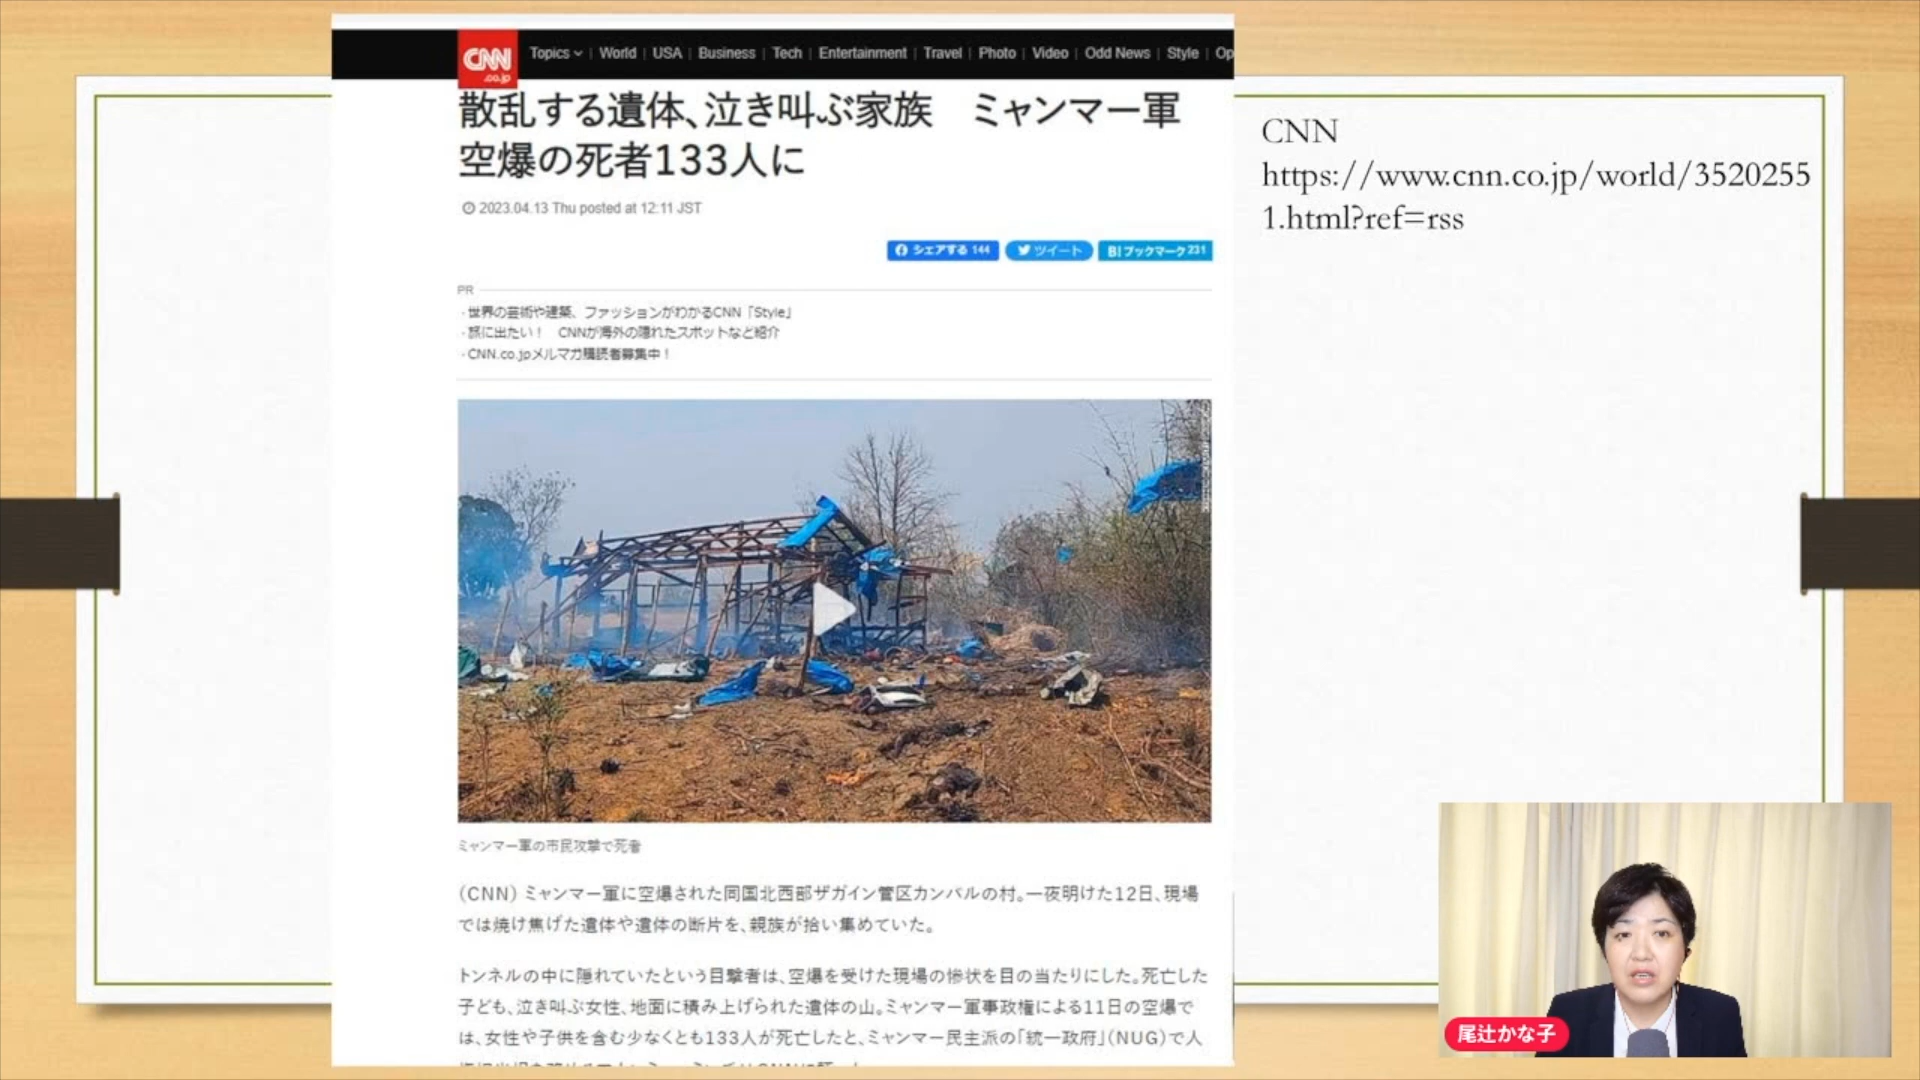 CNN
.co.jp
Topics | World | USA | Business | Tech | Entertainment | Travel | Photo | Video | Odd News | Style | Op
散乱する遺体、泣き叫ぶ家族　ミャンマー軍
空爆の死者133人に
2023.04.13 Thu posted at 12:11 JST
シェアする 144
ツイート
B! ブックマーク 231
PR
・世界の芸術や建築、ファッションがわかるCNN「Style」
・旅に出たい！　CNNが海外の隠れたスポットなど紹介
・CNN.co.jpメルマガ購読者募集中！
ミャンマー軍の市民攻撃で死者
（CNN） ミャンマー軍に空爆された同国北西部ザガイン管区カンバルの村。一夜明けた12日、現場
では焼け焦げた遺体や遺体の断片を、親族が拾い集めていた。
トンネルの中に隠れていたという目撃者は、空爆を受けた現場の惨状を目の当たりにした。死亡した
子ども、泣き叫ぶ女性、地面に積み上げられた遺体の山。ミャンマー軍事政権による11日の空爆で
は、女性や子供を含む少なくとも133人が死亡したと、ミャンマー民主派の「統一政府」（NUG）で人
CNN
https://www.cnn.co.jp/world/3520255
1.html?ref=rss
尾辻かな子